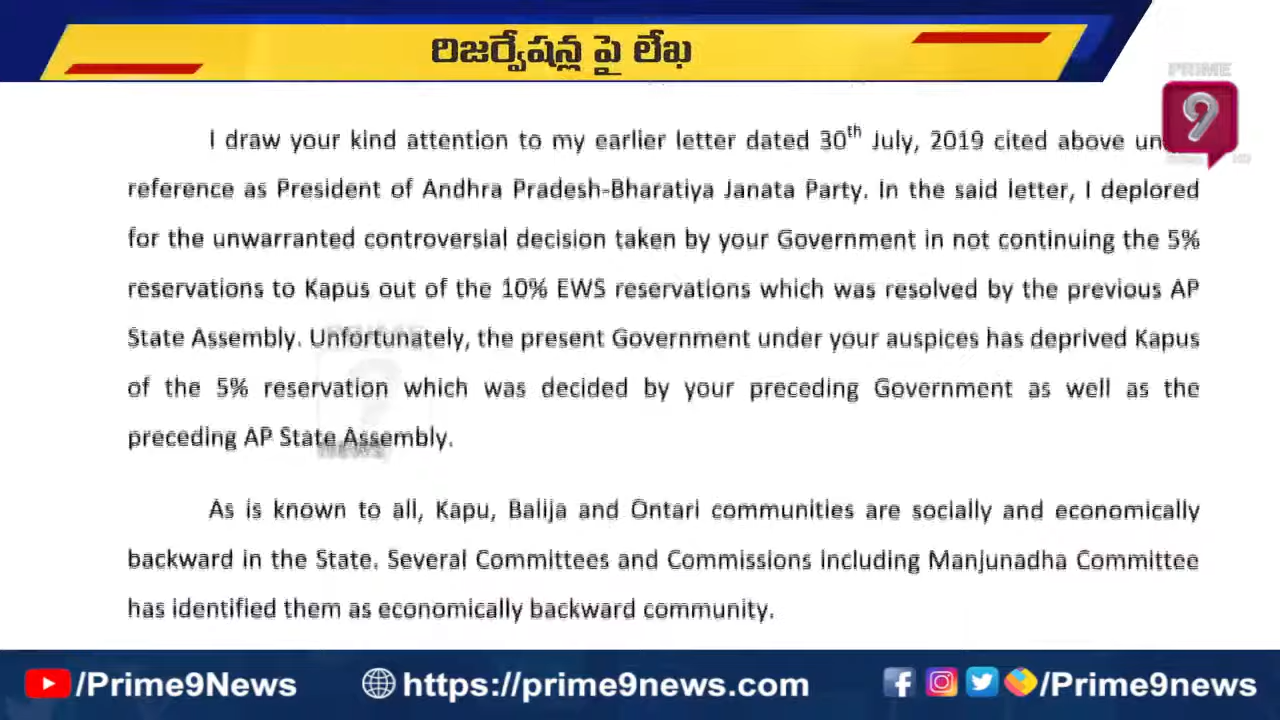 రిజర్వేషన్ల పై లేఖ
PRIME
9
I draw your kind attention to my earlier letter dated 30th July, 2019 cited above
reference as President of Andhra Pradesh-Bharatiya Janata Party. In the said letter, I deplored
for the unwarranted controversial decision taken by your Government in not continuing the 5%
reservations to Kapus out of the 10% EWS reservations which was resolved by the previous AP
State Assembly. Unfortunately, the present Government under your auspices has deprived Kapus
of the 5% reservation which was decided by your preceding Government as well as the
preceding AP State Assembly.
As is known to all, Kapu, Balija and Ontari communities are socially and economically
backward in the State. Several Committees and Commissions including Manjunadha Committee
has identified them as economically backward community.
/Prime9News
https://prime9news.com
/Prime9news